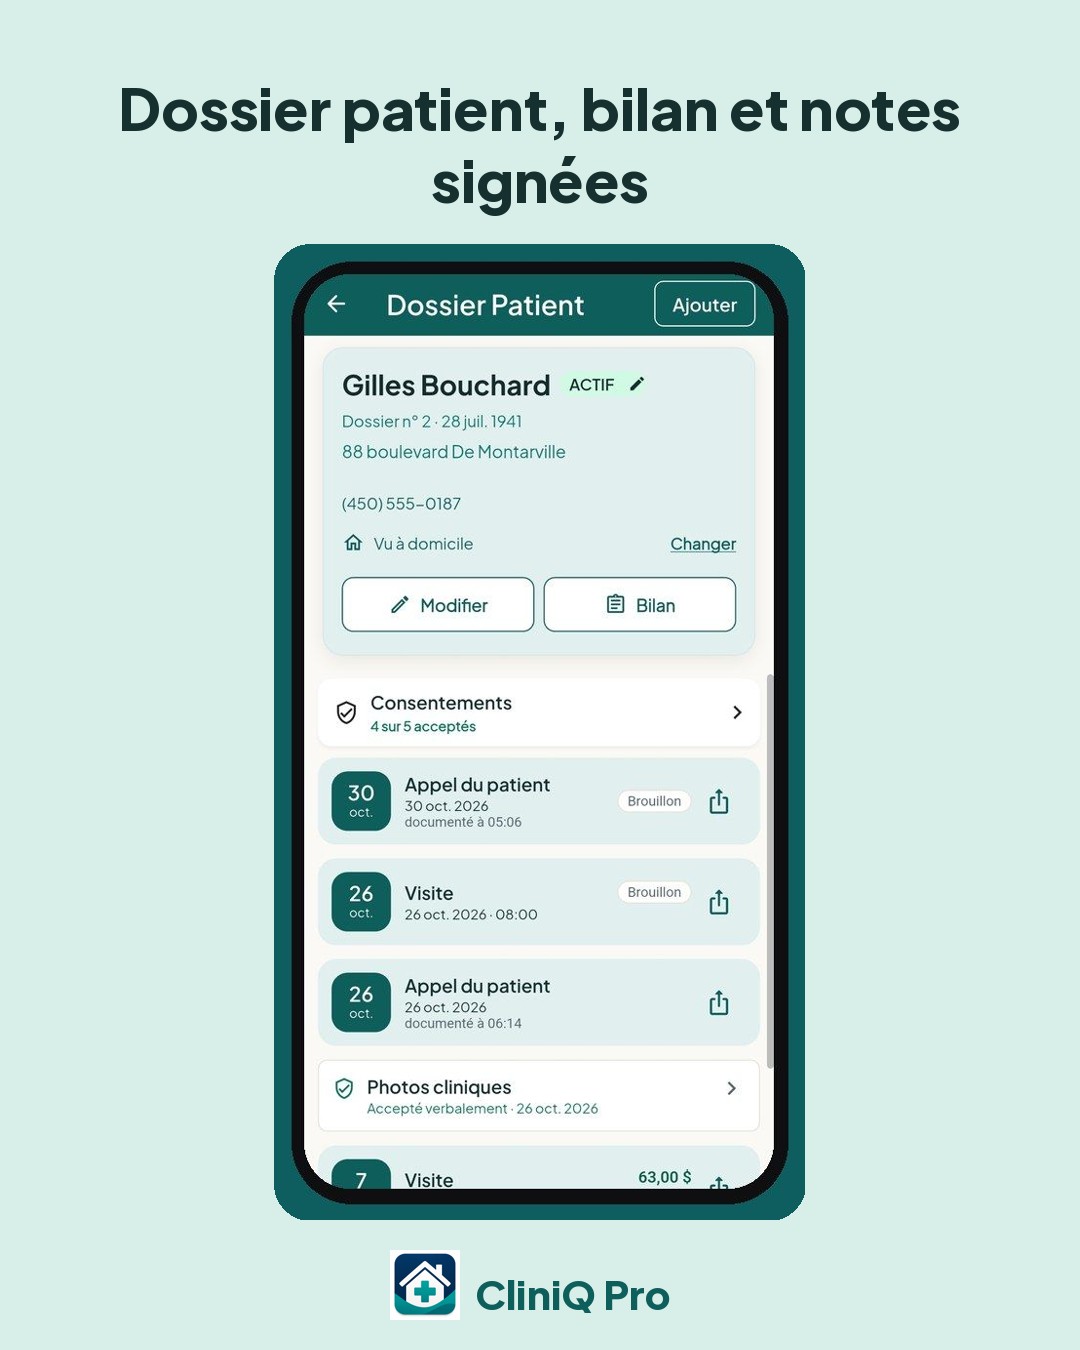 Dossier patient, bilan et notes
signées
Dossier Patient
Ajouter
Gilles Bouchard
ACTIF
Dossier n° 2 · 28 juil. 1941
88 boulevard De Montarville
(450) 555-0187
Vu à domicile
Changer
Modifier
Bilan
Consentements
4 sur 5 acceptés
30
oct.
Appel du patient
30 oct. 2026
documenté à 05:06
Brouillon
26
oct.
Visite
26 oct. 2026 · 08:00
Brouillon
26
oct.
Appel du patient
26 oct. 2026
documenté à 06:14
Photos cliniques
Accepté verbalement · 26 oct. 2026
7
Visite
63,00 $
CliniQ Pro